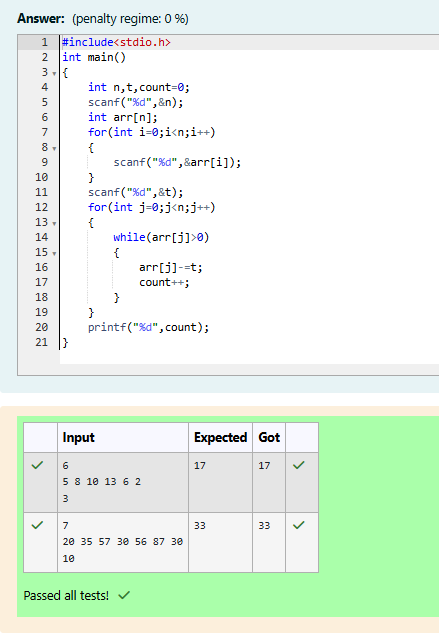 Answer: (penalty regime: 0 %)
1 #include<stdio.h>
2 int main()
3 {
4     int n,t,count=0;
5     scanf("%d",&n);
6     int arr[n];
7     for(int i=0;i<n;i++)
8     {
9         scanf("%d",&arr[i]);
10     }
11     scanf("%d",&t);
12     for(int j=0;j<n;j++)
13     {
14         while(arr[j]>0)
15         {
16             arr[j]-=t;
17             count++;
18         }
19     }
20     printf("%d",count);
21 }
Input Expected Got
6 17 17
5 8 10 13 6 2
3
7 33 33
20 35 57 30 56 87 30
10
Passed all tests!